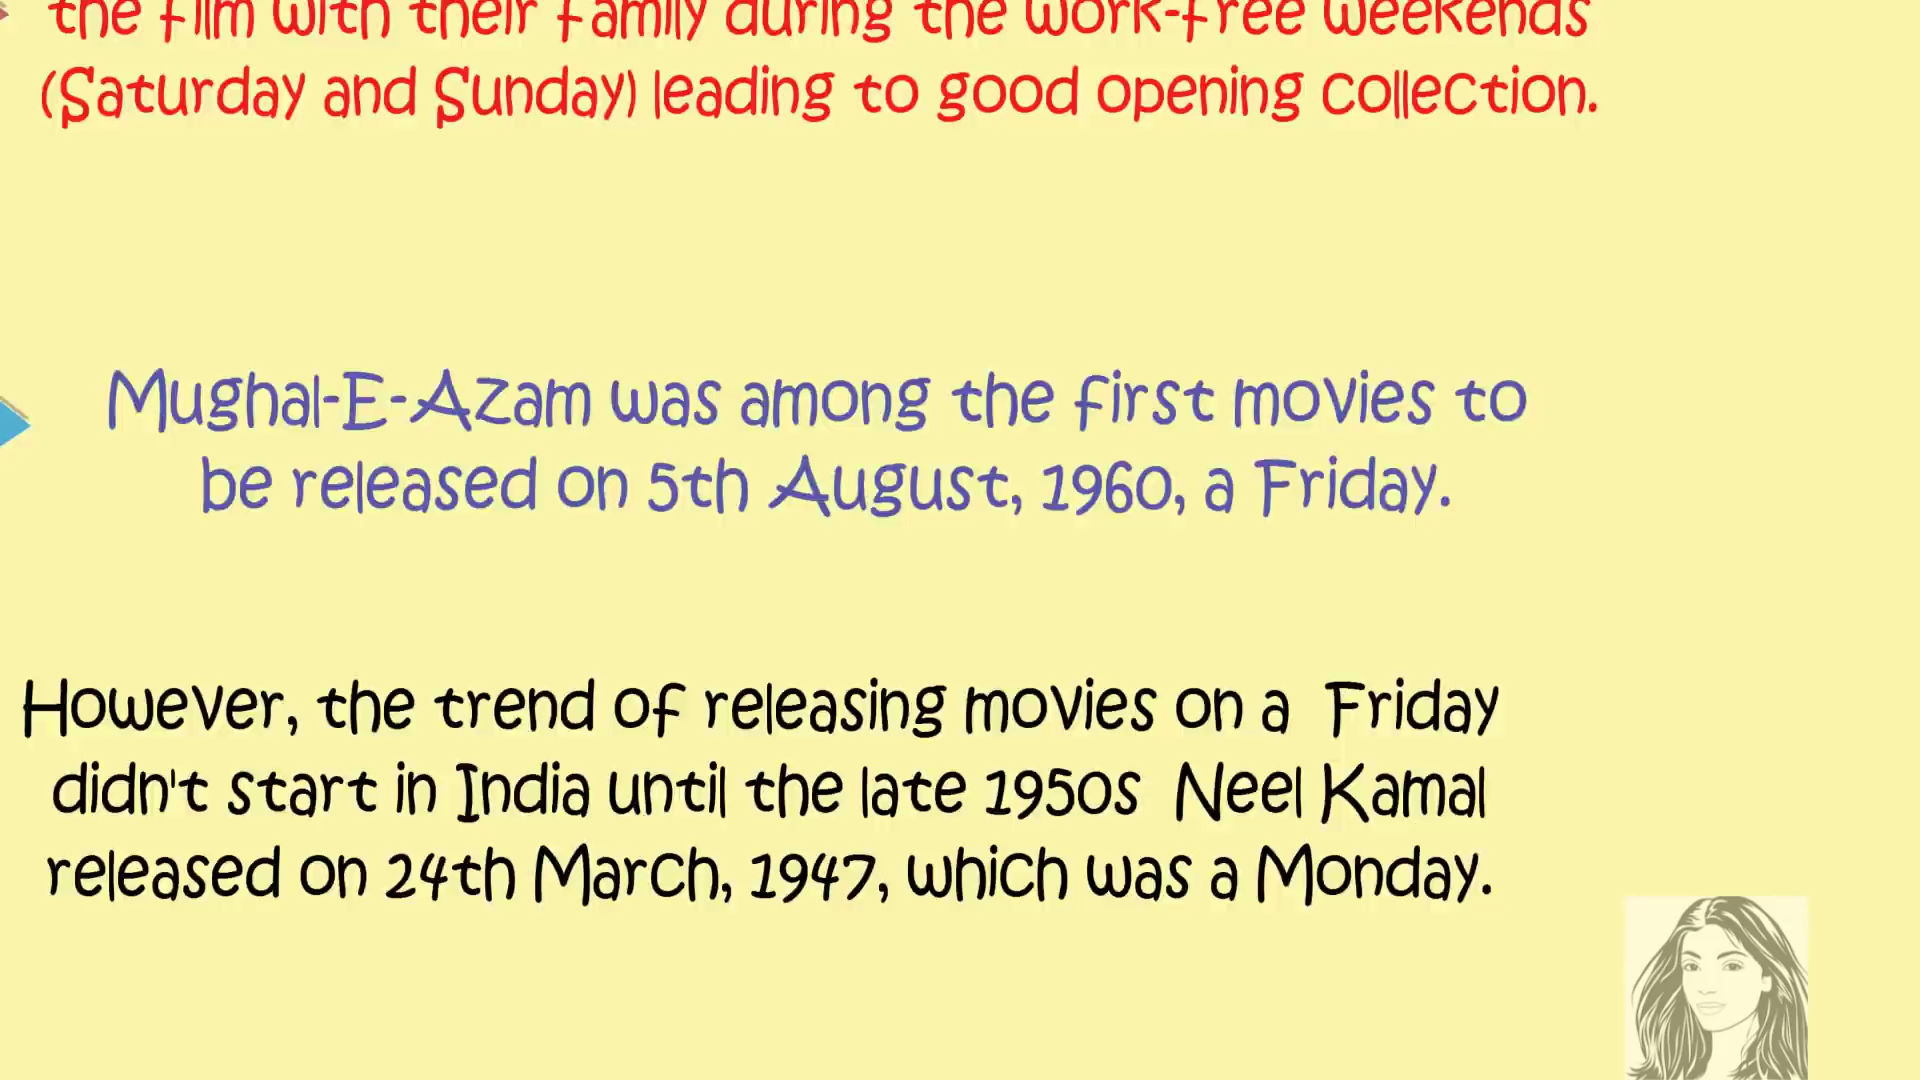 the film with their family during the work-free weekends
(Saturday and Sunday) leading to good opening collection.
Mughal-E-Azam was among the first movies to
be released on 5th August, 1960, a Friday.
However, the trend of releasing movies on a Friday
didn't start in India until the late 1950s Neel Kamal
released on 24th March, 1947, which was a Monday.